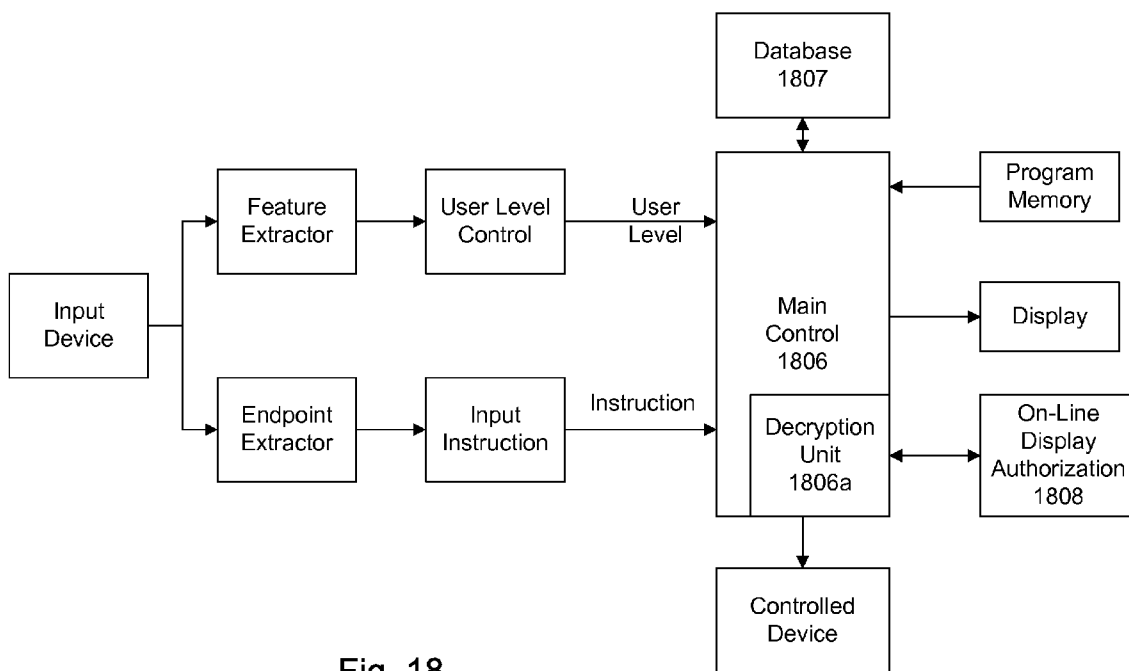 Database
1807
Program
Memory
Feature
Extractor
User Level
Control
User
Level
Input
Device
Main
Control
1806
Display
Endpoint
Extractor
Input
Instruction
Instruction
Decryption
Unit
1806a
On-Line
Display
Authorization
1808
Controlled
Device
Fig. 18